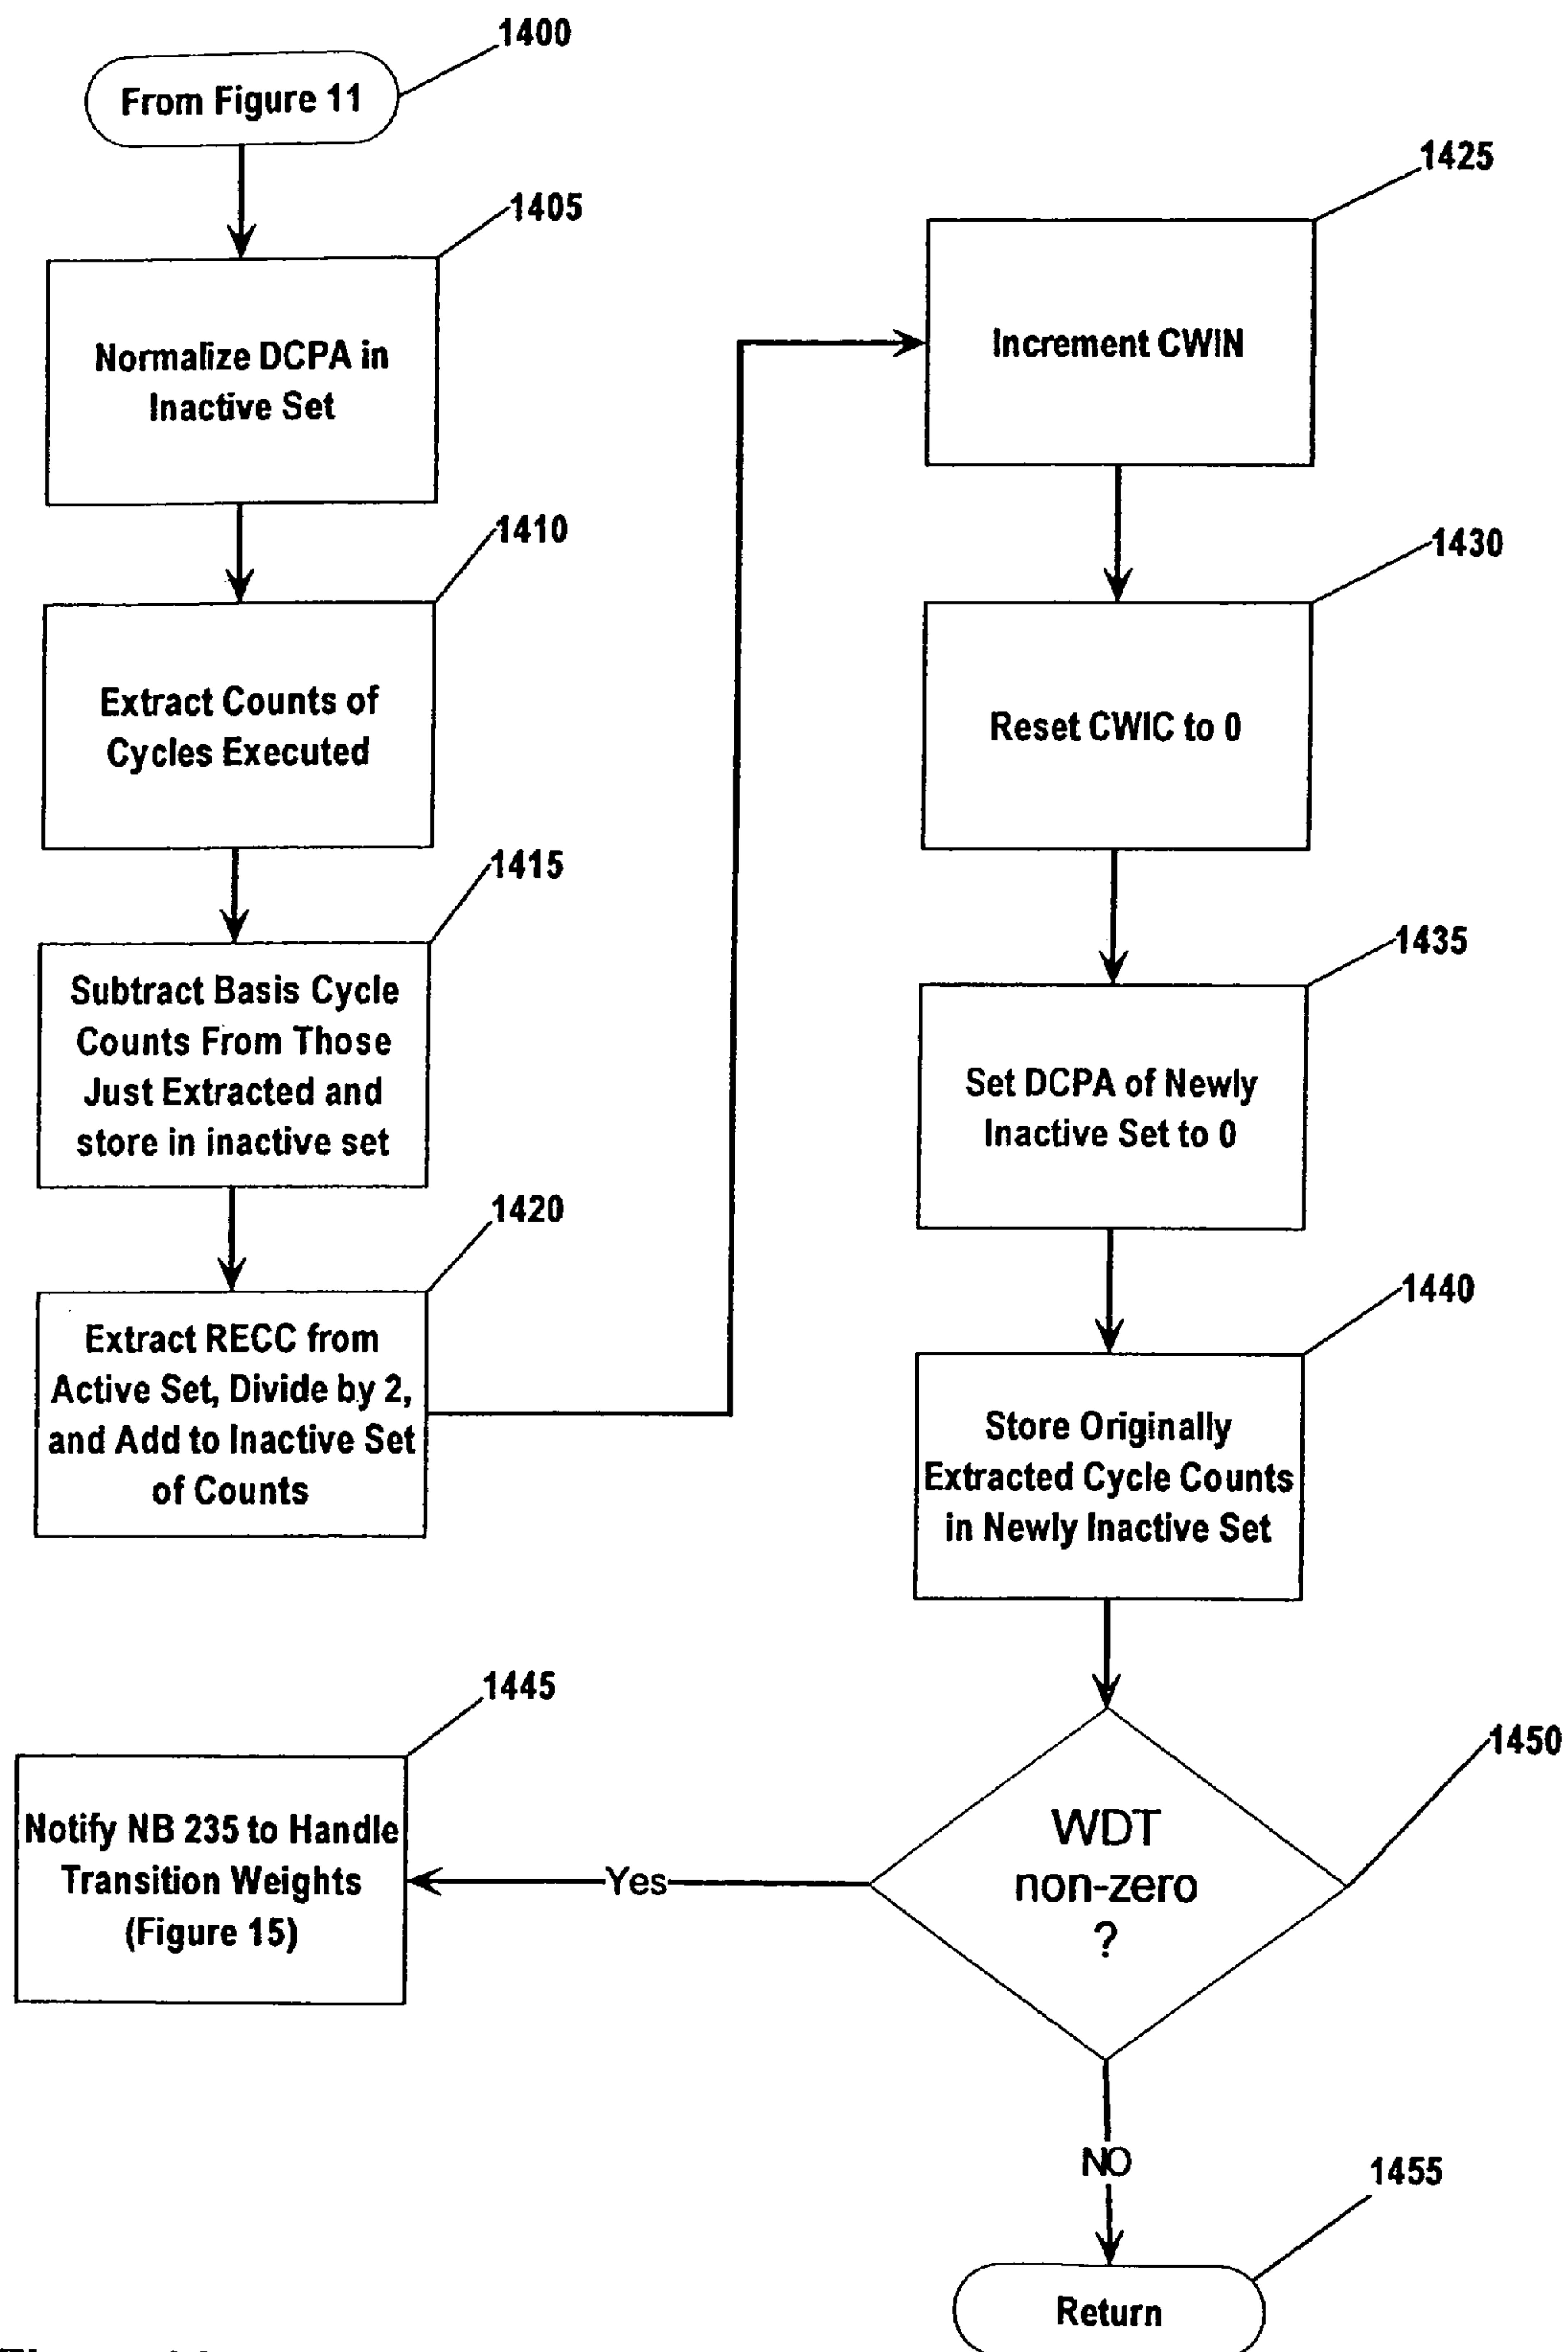 1400
From Figure 11
1405
Normalize DCPA in
Inactive Set
1410
Extract Counts of
Cycles Executed
1415
Subtract Basis Cycle
Counts From Those
Just Extracted and
store in inactive set
1420
Extract RECC from
Active Set, Divide by 2,
and Add to Inactive Set
of Counts
1425
Increment CWIN
1430
Reset CWIC to 0
1435
Set DCPA of Newly
Inactive Set to 0
1440
Store Originally
Extracted Cycle Counts
in Newly Inactive Set
1450
WDT
non-zero
?
Yes
1445
Notify NB 235 to Handle
Transition Weights
(Figure 15)
NO
1455
Return